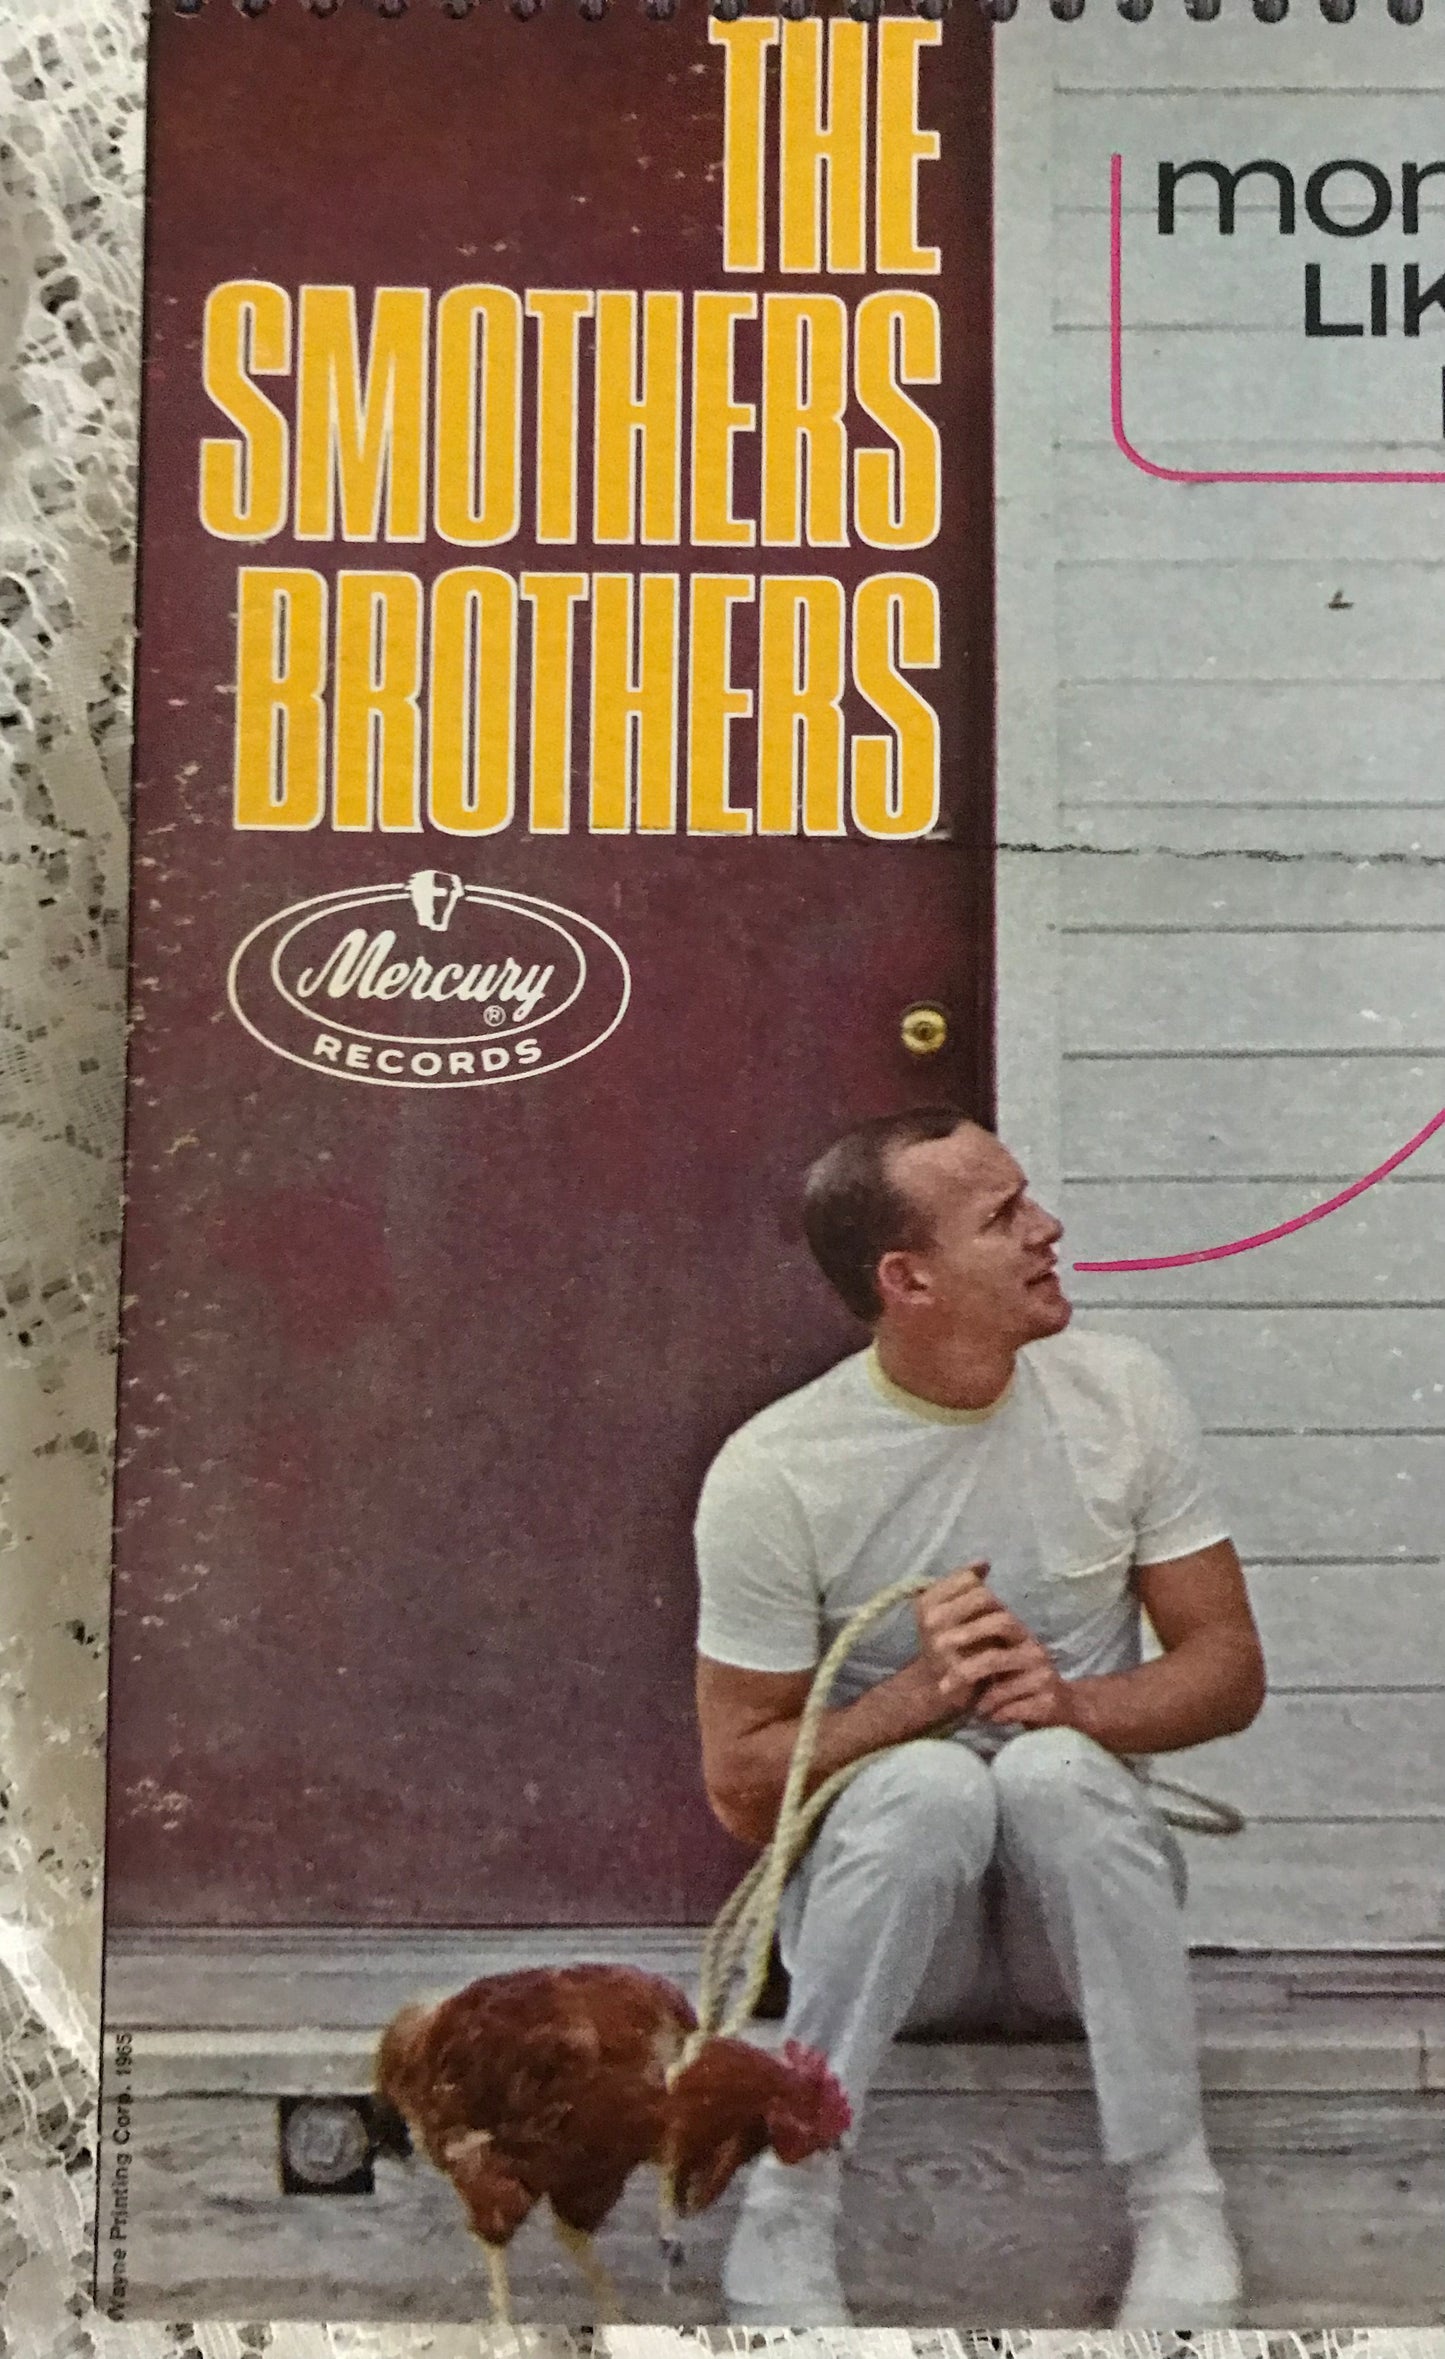 THE
SMOTHERS
BROTHERS
Mercury
®
RECORDS
mor
LIK
Wayne Printing Corp. 1965